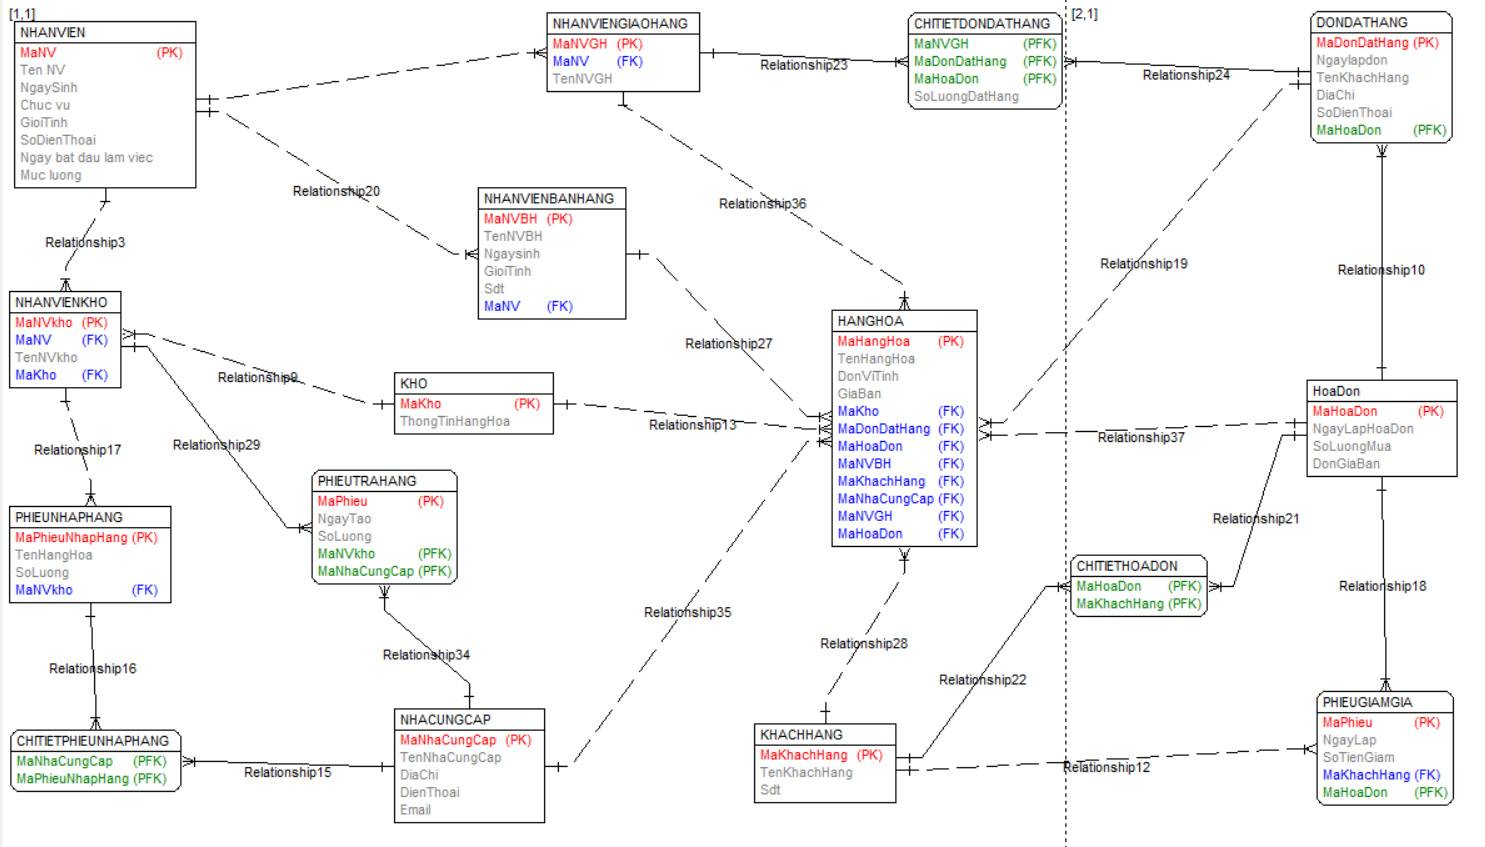 [1,1]
NHANVIEN
MaNV (PK)
Ten NV
NgaySinh
Chuc vu
GioiTinh
SoDienThoai
Ngay bat dau lam viec
Muc luong
NHANVIENGIAOHANG
MaNVGH (PK)
MaNV (FK)
TenNVGH
Relationship23
CHITIETDONDATHANG
MaNVGH (PFK)
MaDonDatHang (PFK)
MaHoaDon (PFK)
SoLuongDatHang
[2,1]
Relationship24
DONDATHANG
MaDonDatHang (PK)
Ngaylapdon
TenKhachHang
DiaChi
SoDienThoai
MaHoaDon (PFK)
Relationship20
Relationship36
Relationship3
NHANVIENBANHANG
MaNVBH (PK)
TenNVBH
Ngaysinh
GioiTinh
Sdt
MaNV (FK)
Relationship19
Relationship10
NHANVIENKHO
MaNVkho (PK)
MaNV (FK)
TenNVkho
MaKho (FK)
Relationship27
Relationship9
KHO
MaKho (PK)
ThongTinHangHoa
Relationship13
HANGHOA
MaHangHoa (PK)
TenHangHoa
DonViTinh
GiaBan
MaKho (FK)
MaDonDatHang (FK)
MaHoaDon (FK)
MaNVBH (FK)
MaKhachHang (FK)
MaNhaCungCap (FK)
MaNVGH (FK)
MaHoaDon (FK)
Relationship37
HoaDon
MaHoaDon (PK)
NgayLapHoaDon
SoLuongMua
DonGiaBan
Relationship17
Relationship29
PHIEUTRAHANG
MaPhieu (PK)
NgayTao
SoLuong
MaNVkho (PFK)
MaNhaCungCap (PFK)
PHIEUNHAPHANG
MaPhieuNhapHang (PK)
TenHangHoa
SoLuong
MaNVkho (FK)
Relationship21
CHITIETHOADON
MaHoaDon (PFK)
MaKhachHang (PFK)
Relationship18
Relationship35
Relationship28
Relationship34
Relationship16
Relationship22
CHITIETPHIEUNHAPHANG
MaNhaCungCap (PFK)
MaPhieuNhapHang (PFK)
Relationship15
NHACUNGCAP
MaNhaCungCap (PK)
TenNhaCungCap
DiaChi
DienThoai
Email
KHACHHANG
MaKhachHang (PK)
TenKhachHang
Sdt
Relationship12
PHIEUGIAMGIA
MaPhieu (PK)
NgayLap
SoTienGiam
MaKhachHang (FK)
MaHoaDon (PFK)